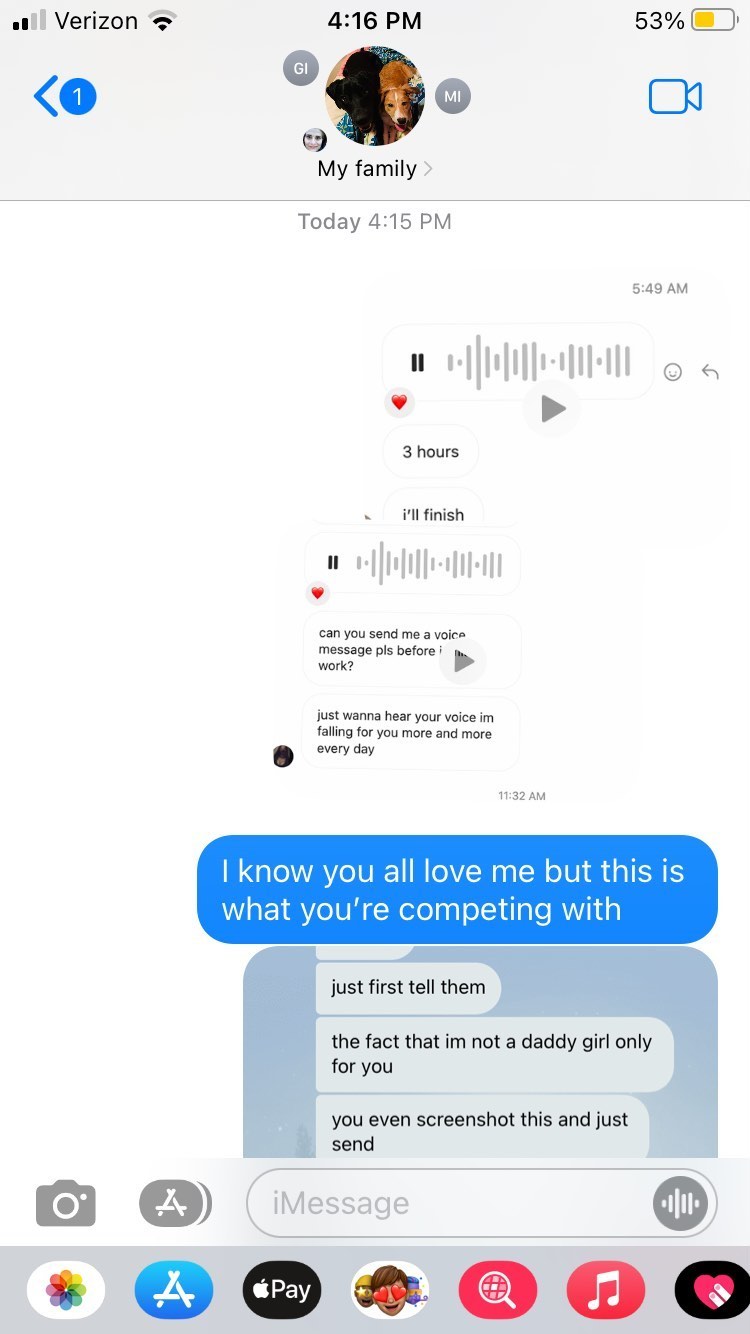 Verizon
4:16 PM
53%
1
GI
MI
My family
Today 4:15 PM
5:49 AM
3 hours
i'll finish
can you send me a voice
message pls before
work?
just wanna hear your voice im
falling for you more and more
every day
11:32 AM
I know you all love me but this is
what you're competing with
just first tell them
the fact that im not a daddy girl only
for you
you even screenshot this and just
send
iMessage
Pay